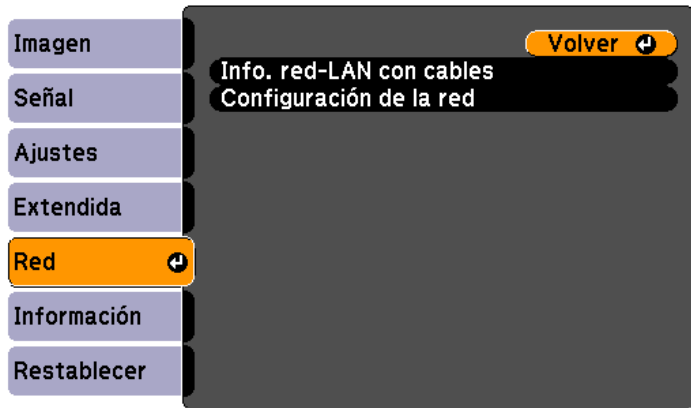 Imagen
Señal
Ajustes
Extendida
Red
Información
Restablecer
Volver
Info. red-LAN con cables
Configuración de la red